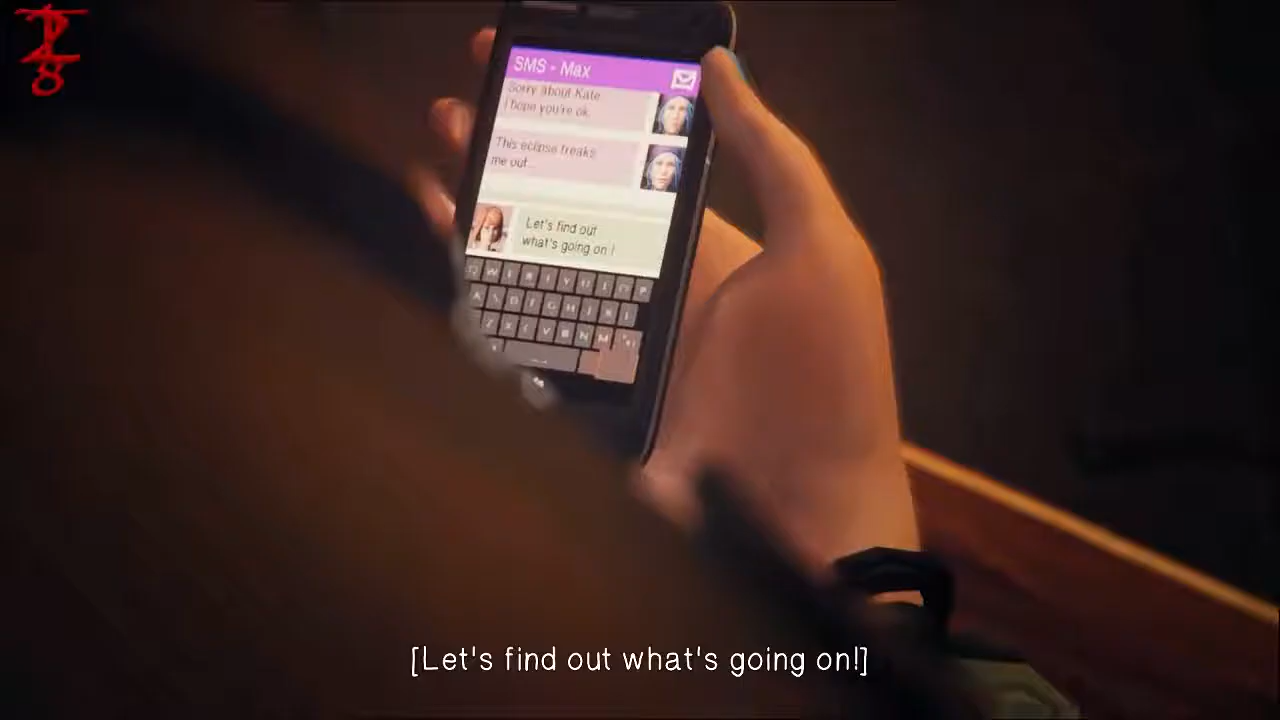 SMS - Max
Sorry about Kate
I hope you're ok.
This eclipse freaks
me out...
Let's find out
what's going on !
[Let's find out what's going on!]